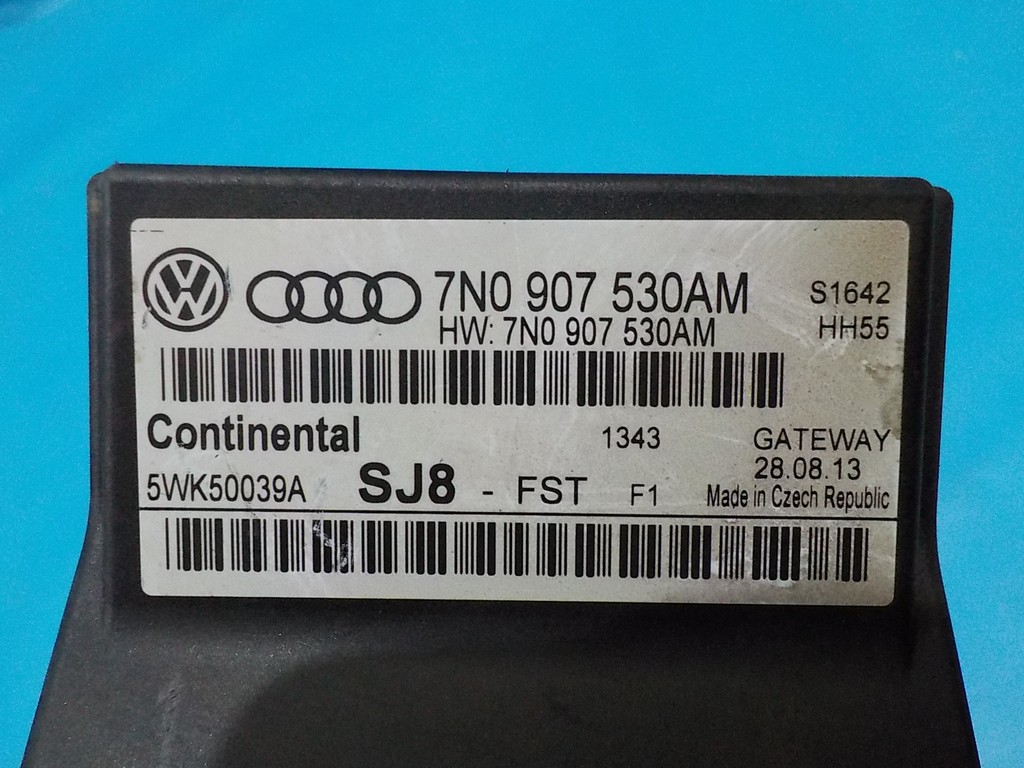 7N0 907 530AM S1642
HW: 7N0 907 530AM HH55
Continental 1343 GATEWAY
28.08.13
5WK50039A SJ8 - FST F1 Made in Czech Republic